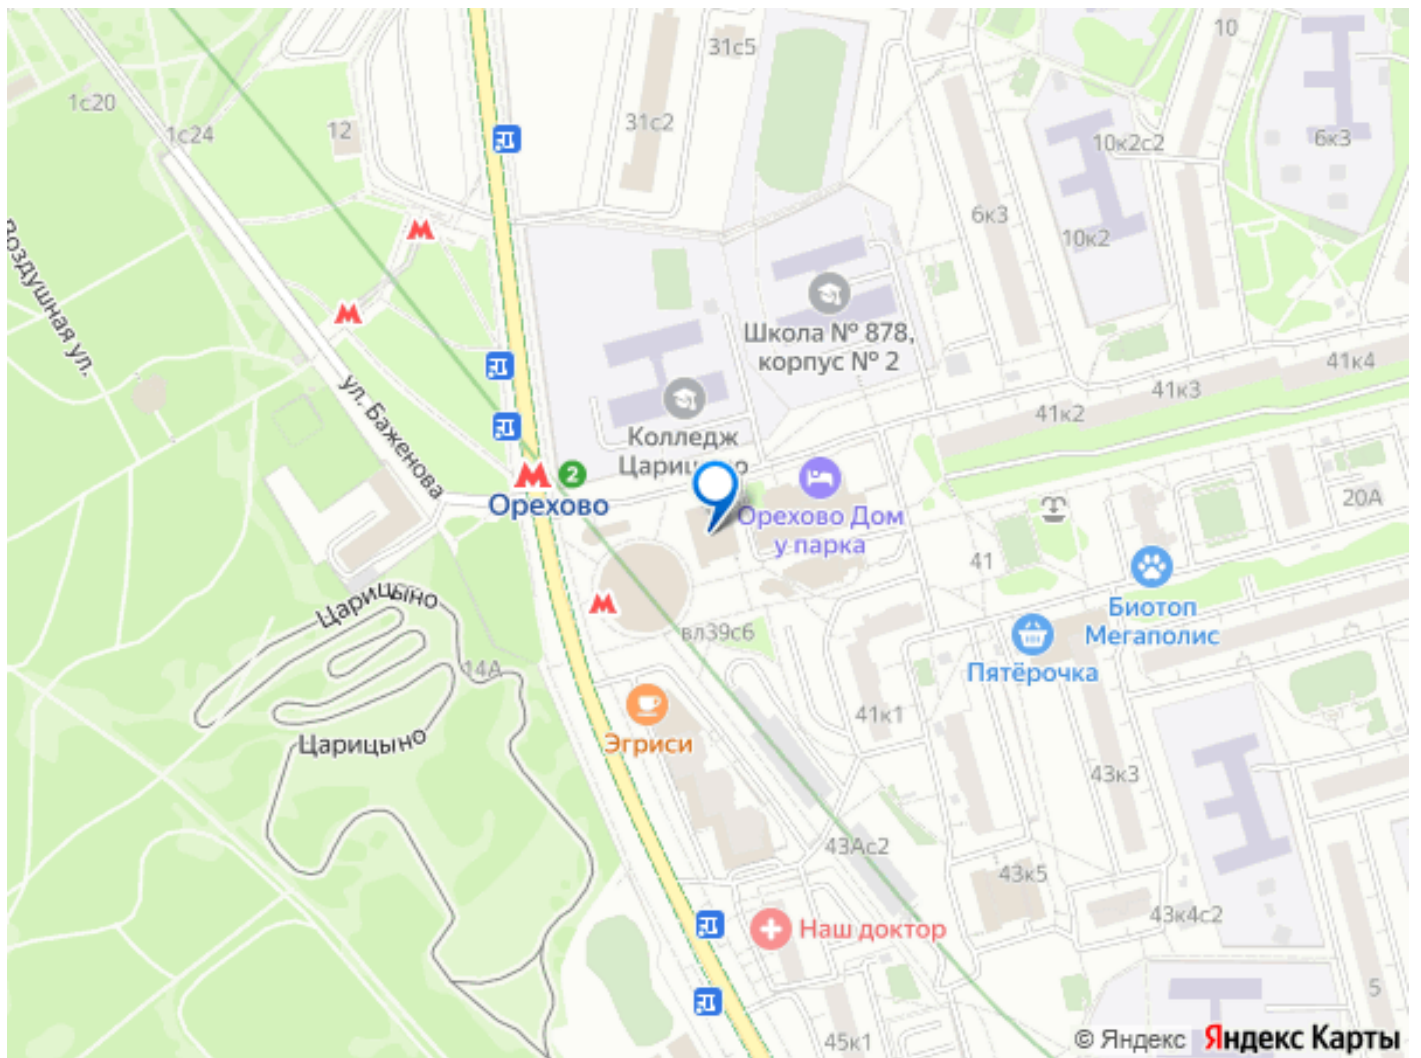 10
31с5
1с20
1с24
12
31с2
10к2с2
6к3
6к3
10к2
Воздушная ул.
Школа № 878,
корпус № 2
41к4
41к3
41к2
ул. Баженова
Колледж
Царицыно
2
Орехово
Орехово Дом
у парка
20А
41
Царицыно
Биотоп
Мегаполис
вл39с6
Пятёрочка
14А
41к1
Эгриси
Царицыно
43к3
43Ас2
43к5
43к4с2
Наш доктор
5
45к1
© Яндекс Яндекс Карты